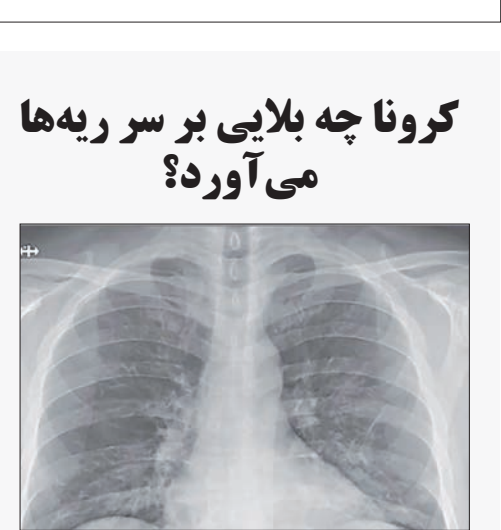 کرونا چه بلایی بر سر ریه‌ها
می‌آورد؟